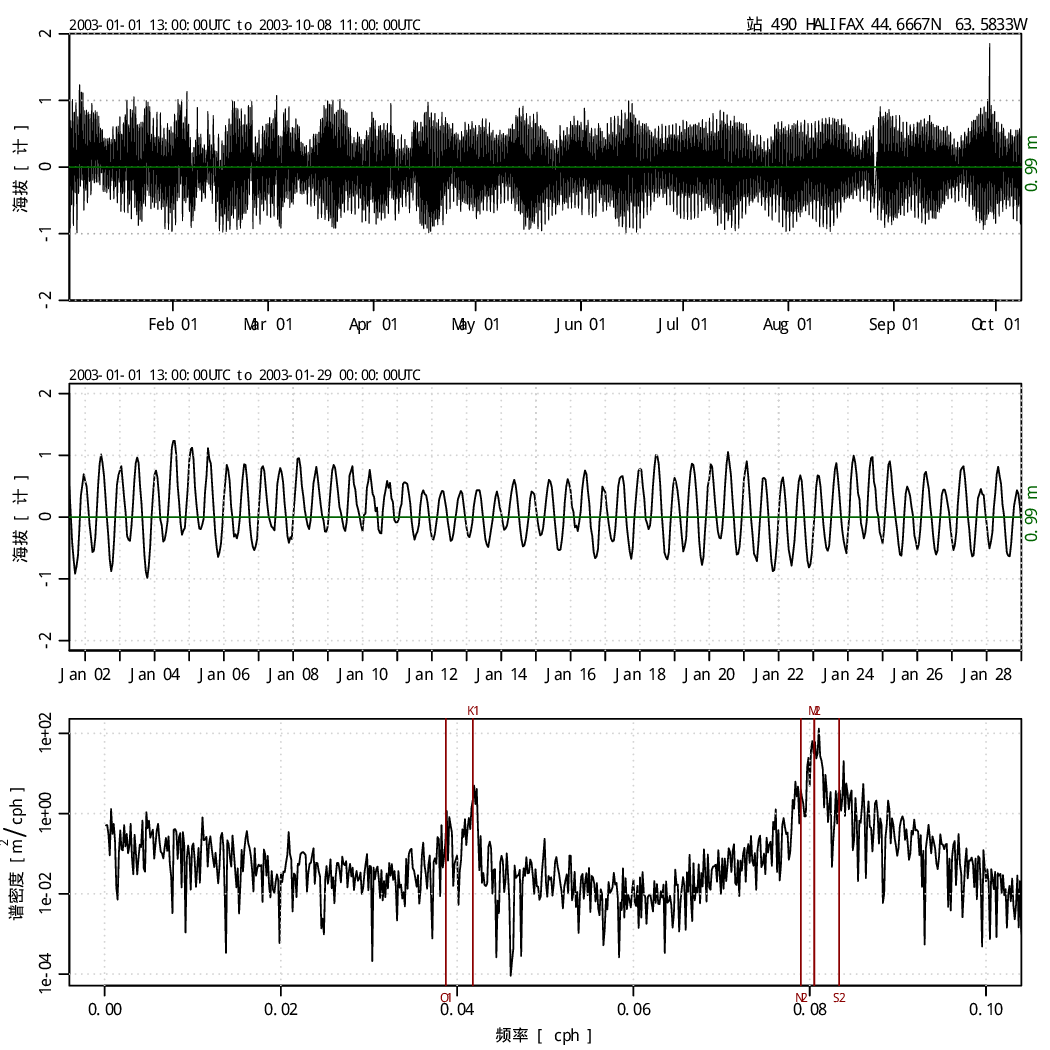 2003-01-01 13:00:00UTC to 2003-10-08 11:00:00UTC 站 490 HALIFAX 44.6667N 63.5833W
2
1
0
-1
-2
海拔 [ 计 ]
0.99 m
Feb 01 Mar 01 Apr 01 May 01 Jun 01 Jul 01 Aug 01 Sep 01 Oct 01
2003-01-01 13:00:00UTC to 2003-01-29 00:00:00UTC
2
1
0
-1
-2
海拔 [ 计 ]
0.99 m
Jan 02 Jan 04 Jan 06 Jan 08 Jan 10 Jan 12 Jan 14 Jan 16 Jan 18 Jan 20 Jan 22 Jan 24 Jan 26 Jan 28
K1 M2
1e+02
1e+00
1e-02
1e-04
谱密度 [ m²/cph ]
O1 N2 S2
0.00 0.02 0.04 0.06 0.08 0.10
频率 [ cph ]